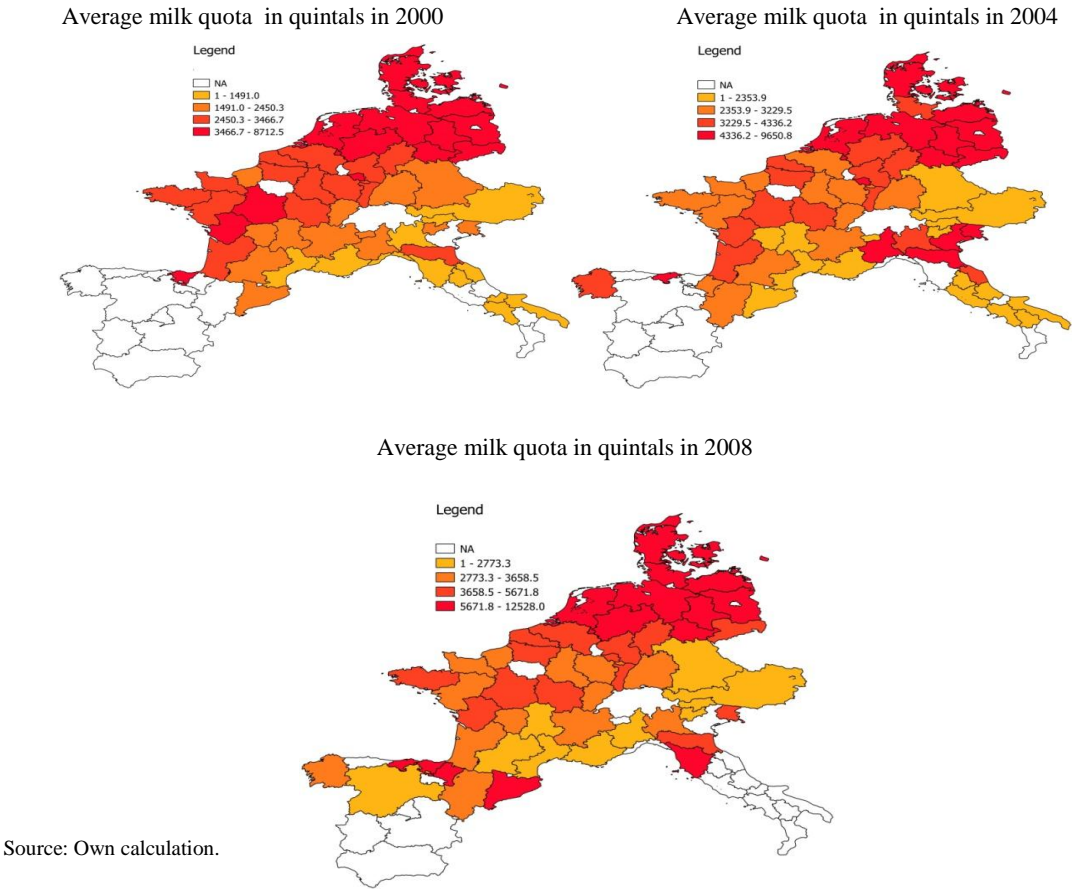 Average milk quota in quintals in 2000
Legend
NA
1 - 1491.0
1491.0 - 2450.3
2450.3 - 3466.7
3466.7 - 8712.5
Average milk quota in quintals in 2004
Legend
NA
1 - 2353.9
2353.9 - 3229.5
3229.5 - 4336.2
4336.2 - 9650.8
Average milk quota in quintals in 2008
Legend
NA
1 - 2773.3
2773.3 - 3658.5
3658.5 - 5671.8
5671.8 - 12528.0
Source: Own calculation.